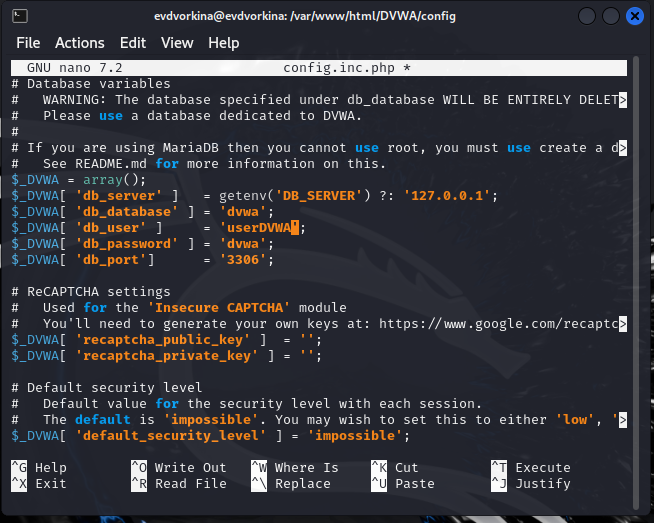 evdvorkina@evdvorkina: /var/www/html/DVWA/config
File Actions Edit View Help
GNU nano 7.2 config.inc.php *
# Database variables
#   WARNING: The database specified under db_database WILL BE ENTIRELY DELET>
#   Please use a database dedicated to DVWA.
#
# If you are using MariaDB then you cannot use root, you must use create a d>
#   See README.md for more information on this.
$_DVWA = array();
$_DVWA[ 'db_server' ]   = getenv('DB_SERVER') ?: '127.0.0.1';
$_DVWA[ 'db_database' ] = 'dvwa';
$_DVWA[ 'db_user' ]     = 'userDVWA';
$_DVWA[ 'db_password' ] = 'dvwa';
$_DVWA[ 'db_port']      = '3306';
# ReCAPTCHA settings
#   Used for the 'Insecure CAPTCHA' module
#   You'll need to generate your own keys at: https://www.google.com/recaptc>
$_DVWA[ 'recaptcha_public_key' ]  = '';
$_DVWA[ 'recaptcha_private_key' ] = '';
# Default security level
#   Default value for the security level with each session.
#   The default is 'impossible'. You may wish to set this to either 'low', '>
$_DVWA[ 'default_security_level' ] = 'impossible';
^G Help ^O Write Out ^W Where Is ^K Cut ^T Execute
^X Exit ^R Read File ^\ Replace ^U Paste ^J Justify